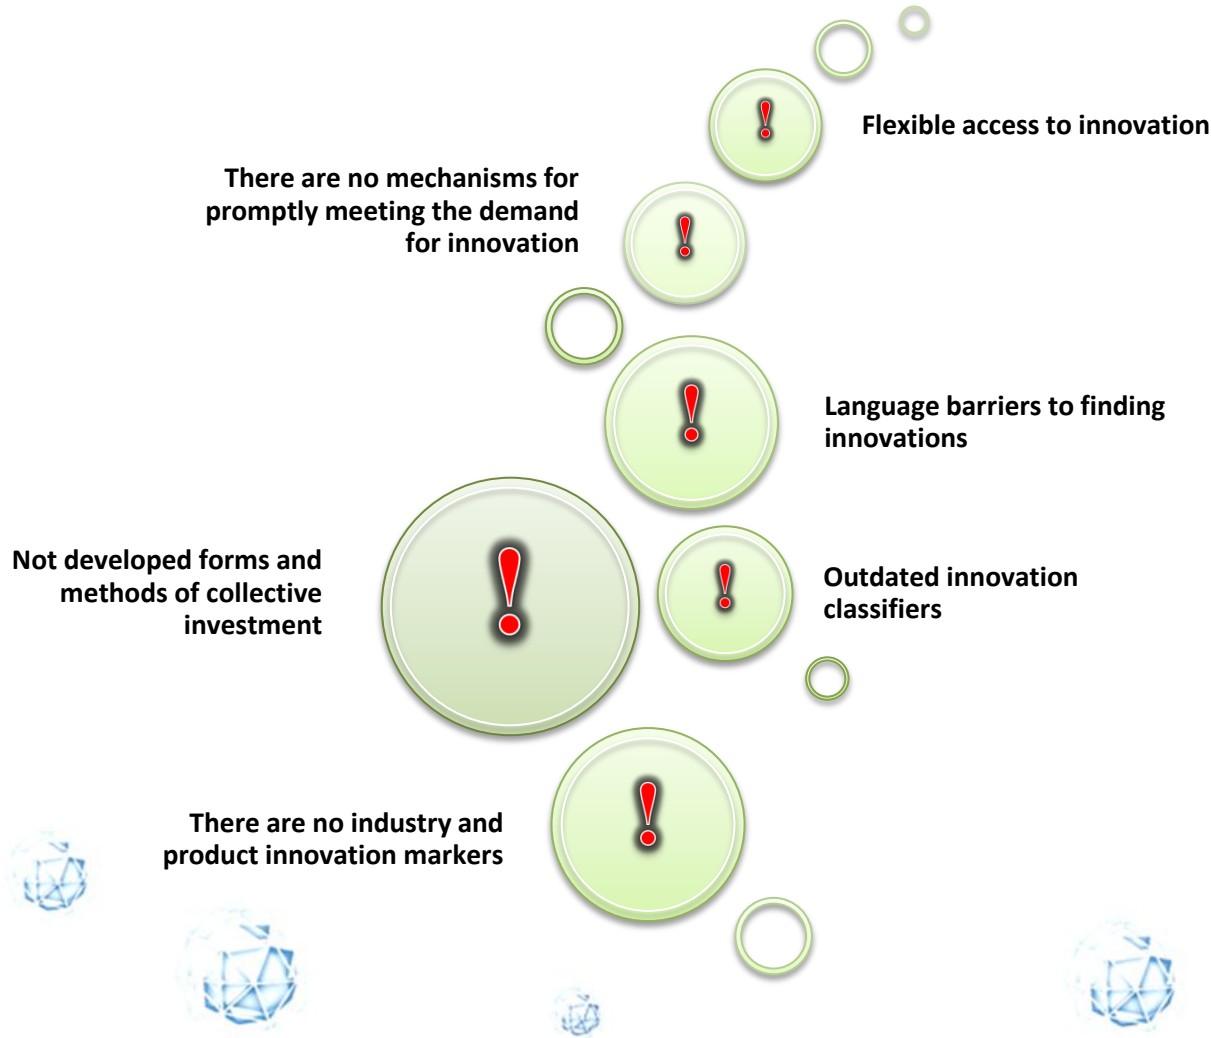 Flexible access to innovation
There are no mechanisms for
promptly meeting the demand
for innovation
Language barriers to finding
innovations
Not developed forms and
methods of collective
investment
Outdated innovation
classifiers
There are no industry and
product innovation markers